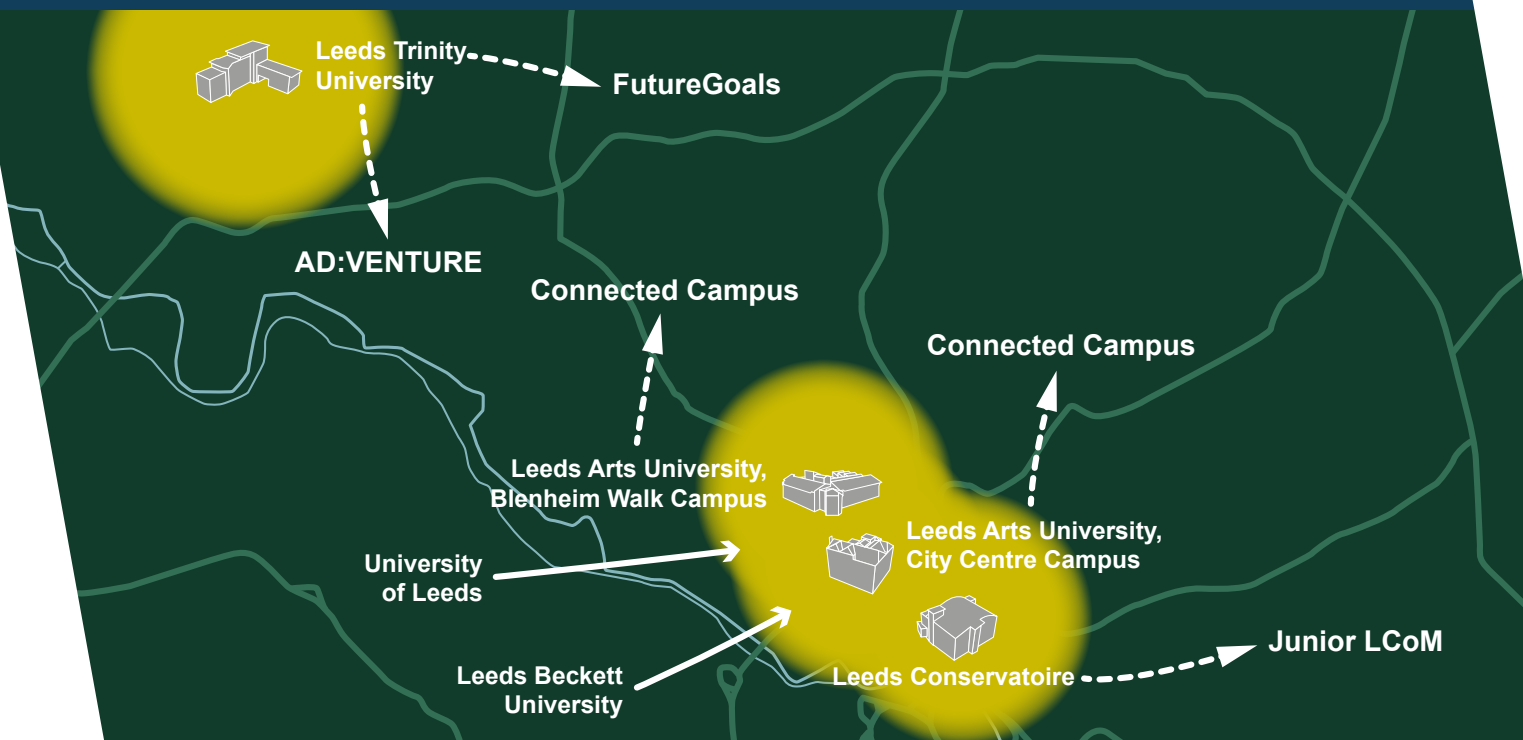 Leeds Trinity
University
FutureGoals
AD:VENTURE
Connected Campus
Connected Campus
Leeds Arts University,
Blenheim Walk Campus
Leeds Arts University,
City Centre Campus
University
of Leeds
Junior LCoM
Leeds Beckett
University
Leeds Conservatoire